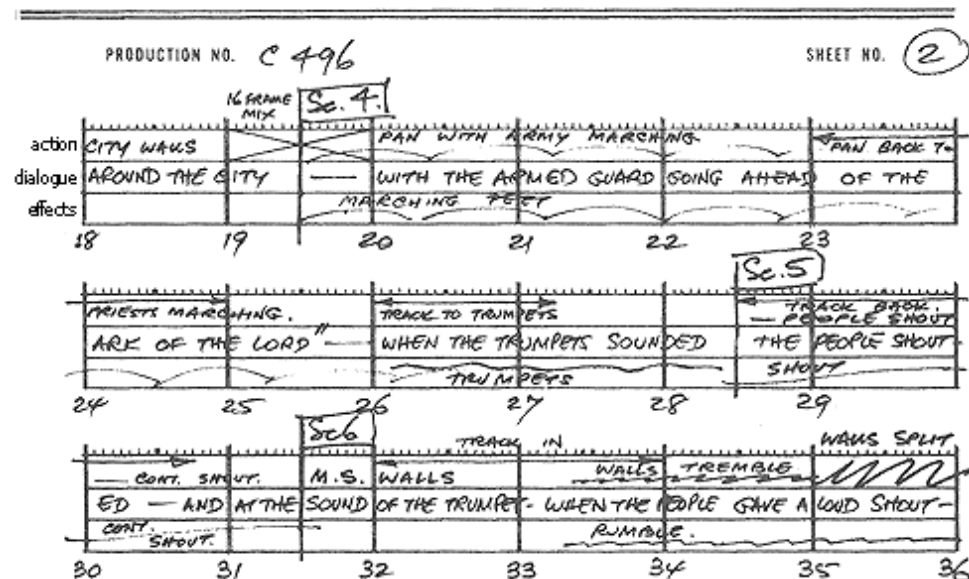 PRODUCTION NO. C 496 SHEET NO. 2
16 FRAME MIX Sc. 4.
action CITY WALLS PAN WITH ARMY MARCHING. PAN BACK TO
dialogue AROUND THE CITY — WITH THE ARMED GUARD GOING AHEAD OF THE
effects MARCHING FEET
18 19 20 21 22 23
Sc. 5
PRIESTS MARCHING. TRACK TO TRUMPETS TRACK BACK. — PEOPLE SHOUT
ARK OF THE LORD" — WHEN THE TRUMPETS SOUNDED THE PEOPLE SHOUT-
TRUMPETS SHOUT
24 25 26 27 28 29
Sc6 TRACK IN WALLS SPLIT
— CONT. SHOUT. M.S. WALLS WALLS TREMBLE
ED — AND AT THE SOUND OF THE TRUMPET - WHEN THE PEOPLE GAVE A LOUD SHOUT -
CONT. SHOUT. RUMBLE.
30 31 32 33 34 35 36